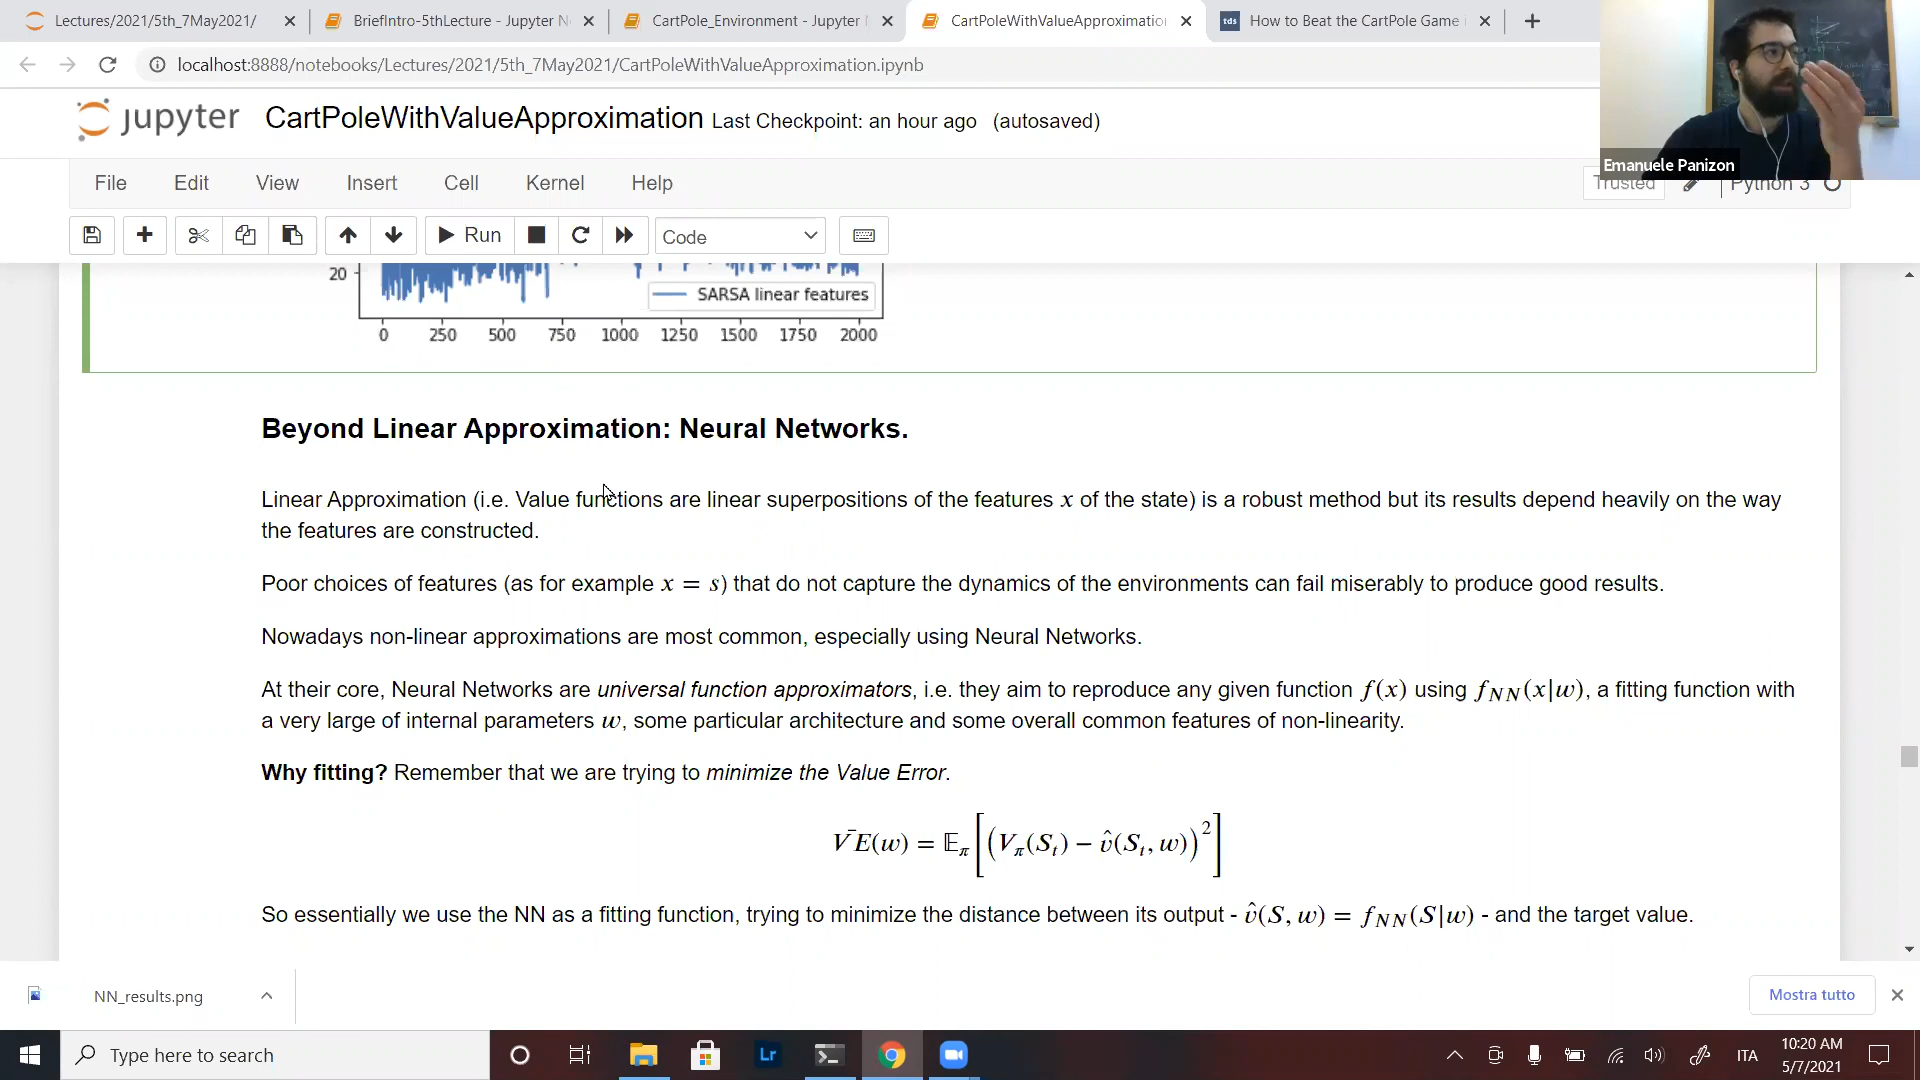 Lectures/2021/5th_7May2021/
BriefIntro-5thLecture - Jupyter N
CartPole_Environment - Jupyter
CartPoleWithValueApproximatio
tds How to Beat the CartPole Game i
localhost:8888/notebooks/Lectures/2021/5th_7May2021/CartPoleWithValueApproximation.ipynb
jupyter CartPoleWithValueApproximation Last Checkpoint: an hour ago (autosaved)
Emanuele Panizon
File Edit View Insert Cell Kernel Help Trusted Python 3
Run Code
20
SARSA linear features
0 250 500 750 1000 1250 1500 1750 2000
Beyond Linear Approximation: Neural Networks.
Linear Approximation (i.e. Value functions are linear superpositions of the features x of the state) is a robust method but its results depend heavily on the way
the features are constructed.
Poor choices of features (as for example x = s) that do not capture the dynamics of the environments can fail miserably to produce good results.
Nowadays non-linear approximations are most common, especially using Neural Networks.
At their core, Neural Networks are universal function approximators, i.e. they aim to reproduce any given function f(x) using f_NN(x|w), a fitting function with
a very large of internal parameters w, some particular architecture and some overall common features of non-linearity.
Why fitting? Remember that we are trying to minimize the Value Error.
V̄E(w) = 𝔼_π[(V_π(S_t) − v̂(S_t, w))²]
So essentially we use the NN as a fitting function, trying to minimize the distance between its output - v̂(S, w) = f_NN(S|w) - and the target value.
NN_results.png
Mostra tutto
Type here to search
Lr
ITA
10:20 AM
5/7/2021